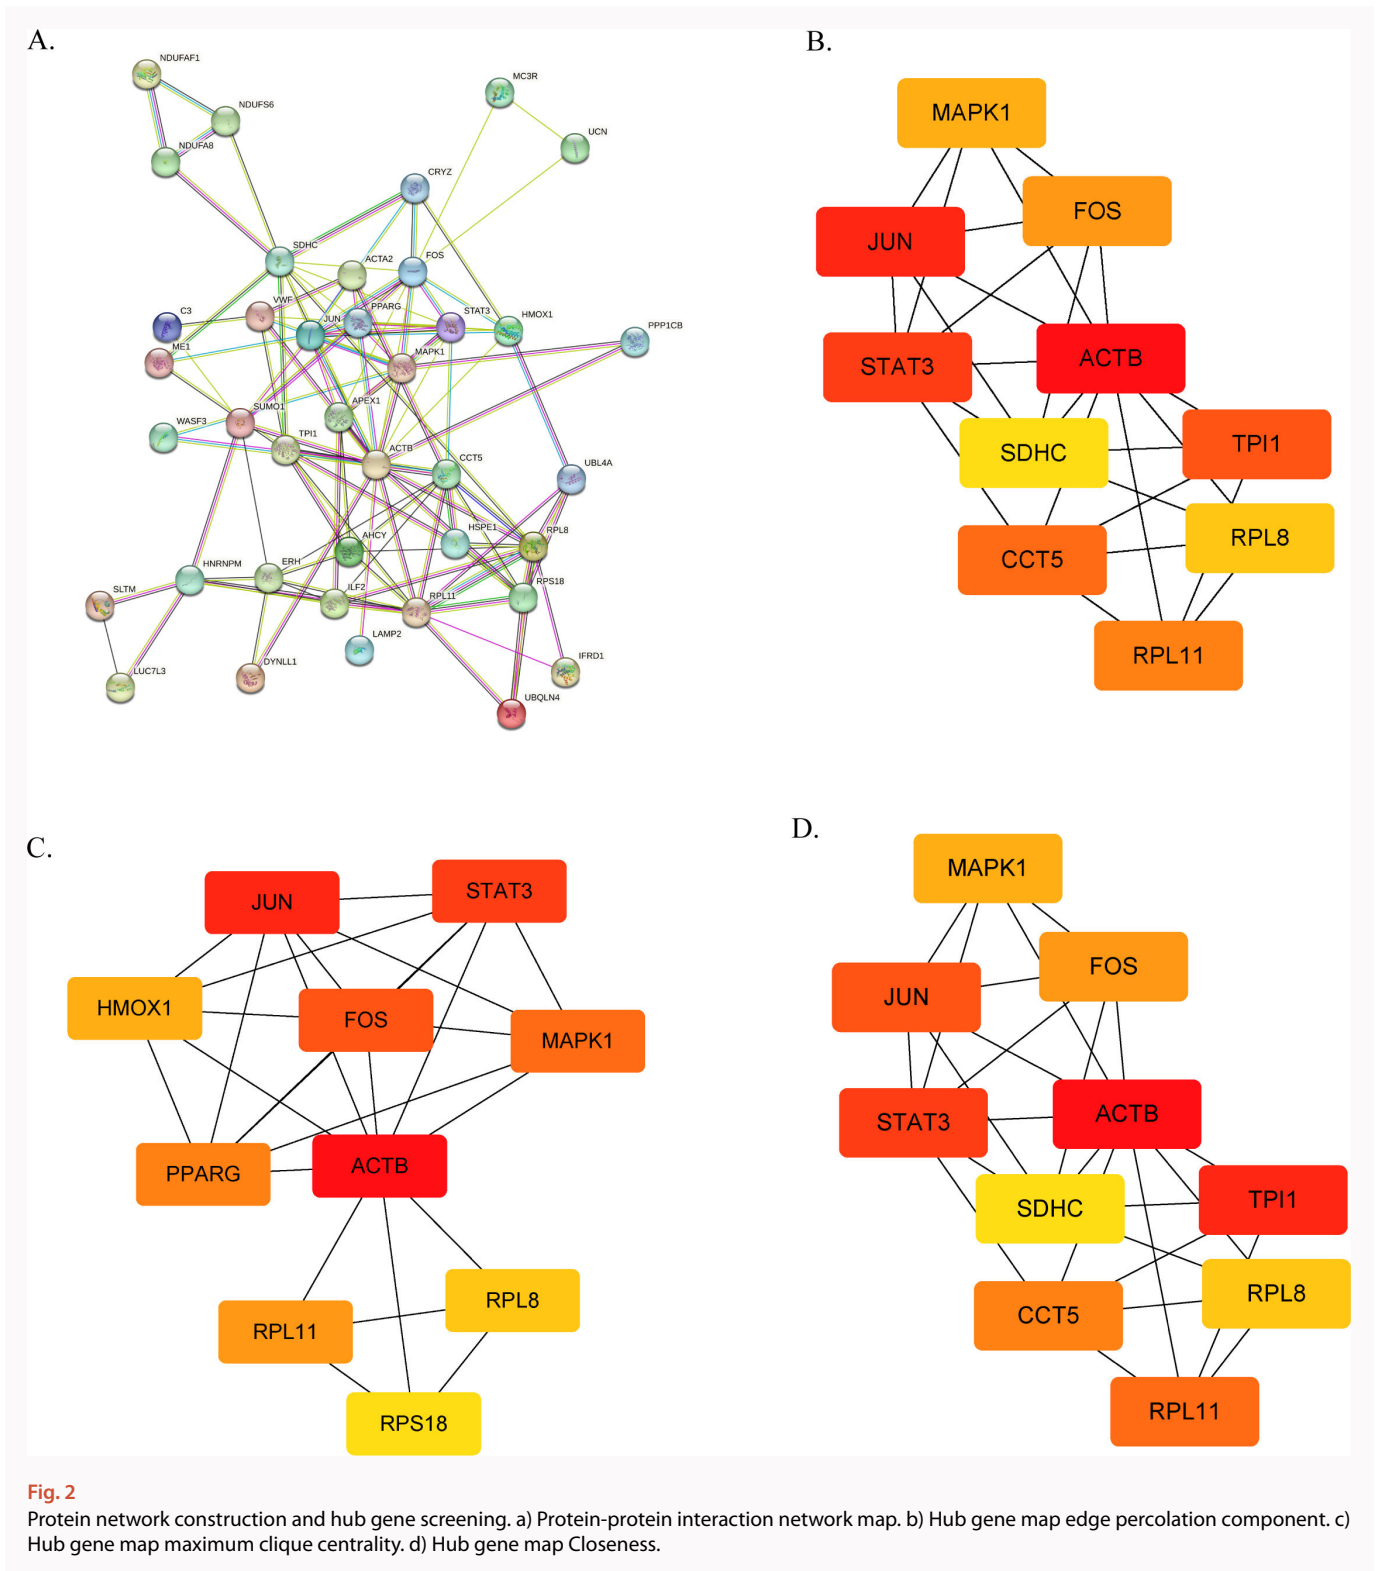 A.
NDUFAF1
NDUFS6
NDUFA8
MC3R
UCN
CRYZ
SDHC
ACTA2
FOS
C3
VWF
JUN
PPARG
STAT3
HMOX1
PPP1CB
ME1
MAPK1
SUMO1
APEX1
WASF3
TPI1
ACTB
CCT5
UBL4A
AHCY
HSPE1
RPL8
HNRNPM
ERH
ILF2
RPL11
RPS18
SLTM
LAMP2
LUC7L3
DYNLL1
IFRD1
UBQLN4
B.
MAPK1
FOS
JUN
ACTB
STAT3
TPI1
SDHC
RPL8
CCT5
RPL11
C.
JUN
STAT3
HMOX1
FOS
MAPK1
PPARG
ACTB
RPL8
RPL11
RPS18
D.
MAPK1
FOS
JUN
ACTB
STAT3
TPI1
SDHC
RPL8
CCT5
RPL11
Fig. 2
Protein network construction and hub gene screening. a) Protein-protein interaction network map. b) Hub gene map edge percolation component. c)
Hub gene map maximum clique centrality. d) Hub gene map Closeness.